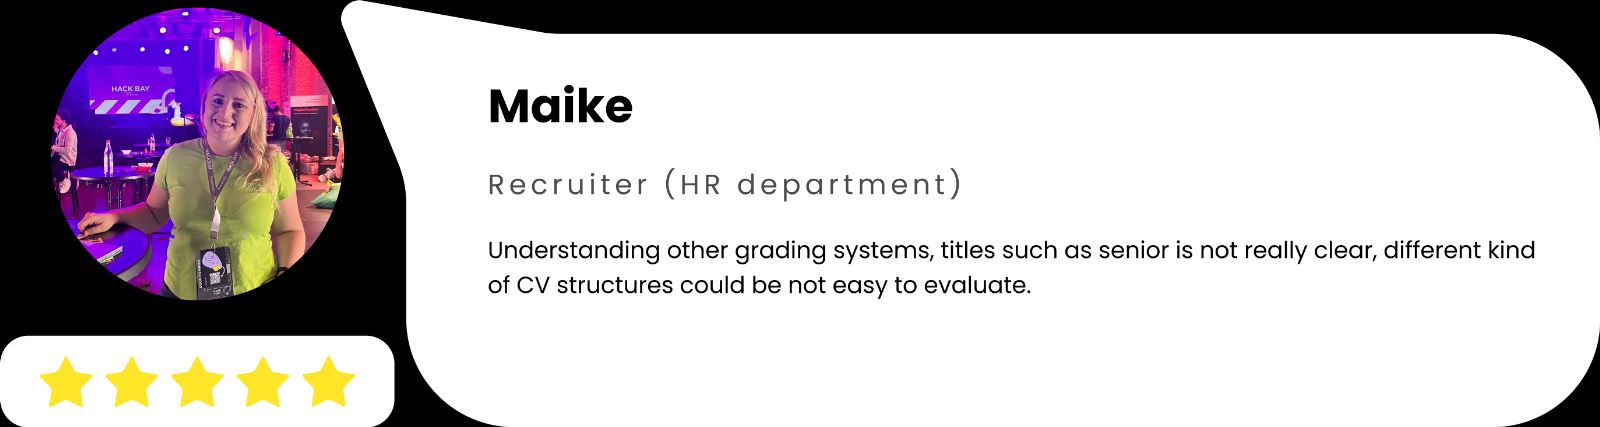 HACK BAY
Maike
Recruiter (HR department)
Understanding other grading systems, titles such as senior is not really clear, different kind
of CV structures could be not easy to evaluate.